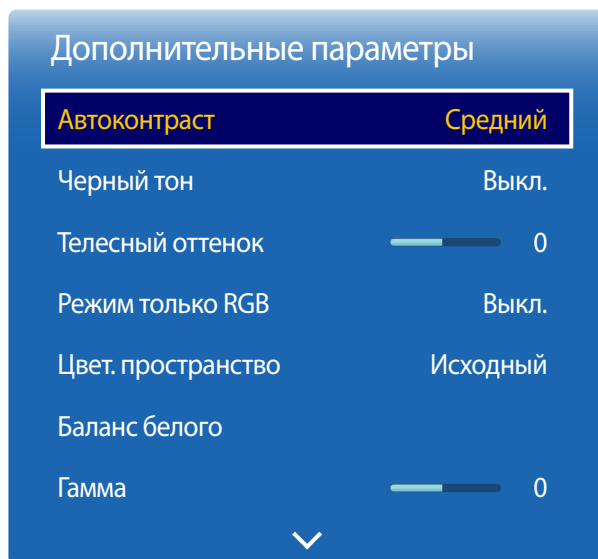 Дополнительные параметры
Автоконтраст Средний
Черный тон Выкл.
Телесный оттенок 0
Режим только RGB Выкл.
Цвет. пространство Исходный
Баланс белого
Гамма 0